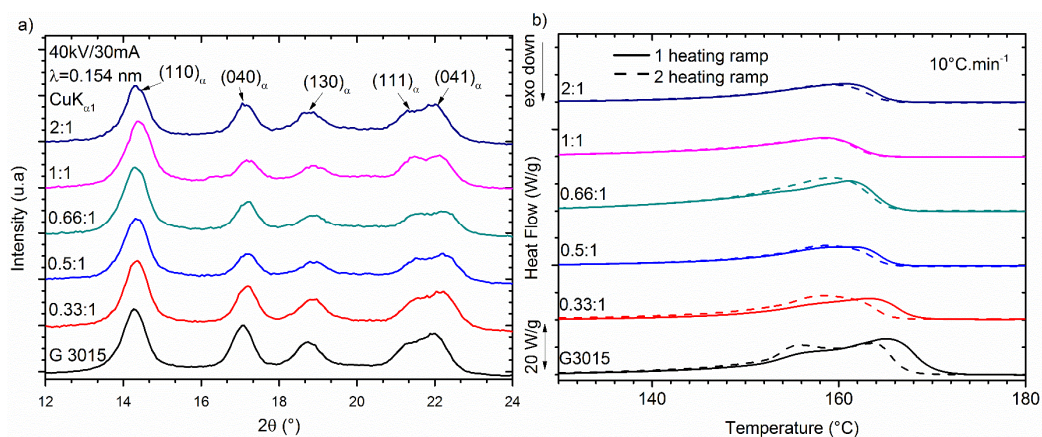 a)
40kV/30mA
λ=0.154 nm
CuKα1
(110)α
(040)α
(130)α
(111)α
(041)α
2:1
1:1
0.66:1
0.5:1
0.33:1
G 3015
Intensity (u.a)
12 14 16 18 20 22 24
2θ (°)
b)
exo down
1 heating ramp
2 heating ramp
10°C.min⁻¹
2:1
1:1
0.66:1
0.5:1
0.33:1
G3015
20 W/g
Heat Flow (W/g)
140 160 180
Temperature (°C)